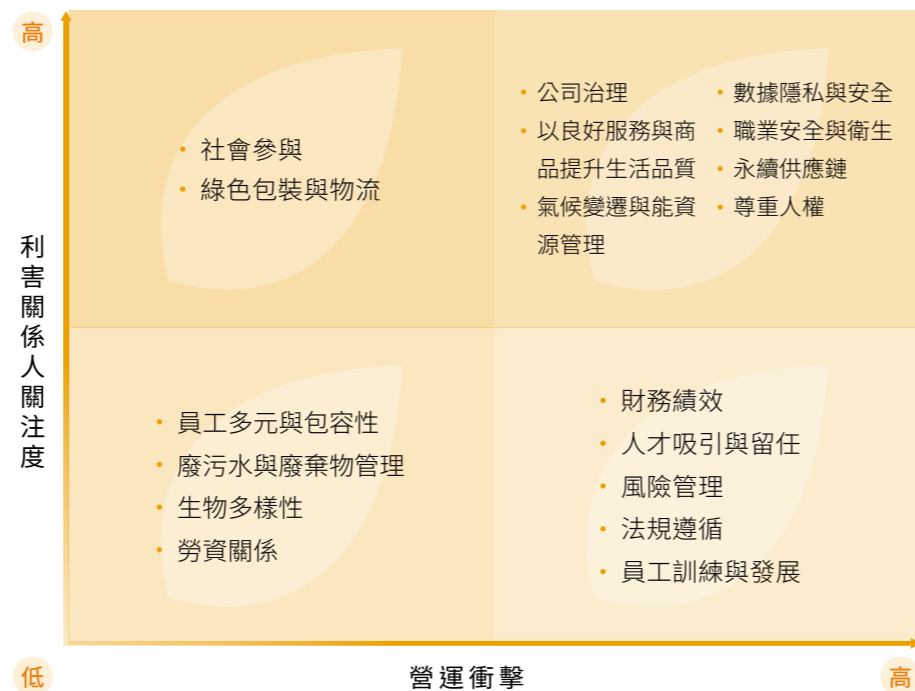 高
利害關係人關注度
社會參與
綠色包裝與物流
公司治理
以良好服務與商
品提升生活品質
氣候變遷與能資
源管理
數據隱私與安全
職業安全與衛生
永續供應鏈
尊重人權
員工多元與包容性
廢污水與廢棄物管理
生物多樣性
勞資關係
財務績效
人才吸引與留任
風險管理
法規遵循
員工訓練與發展
低
營運衝擊
高